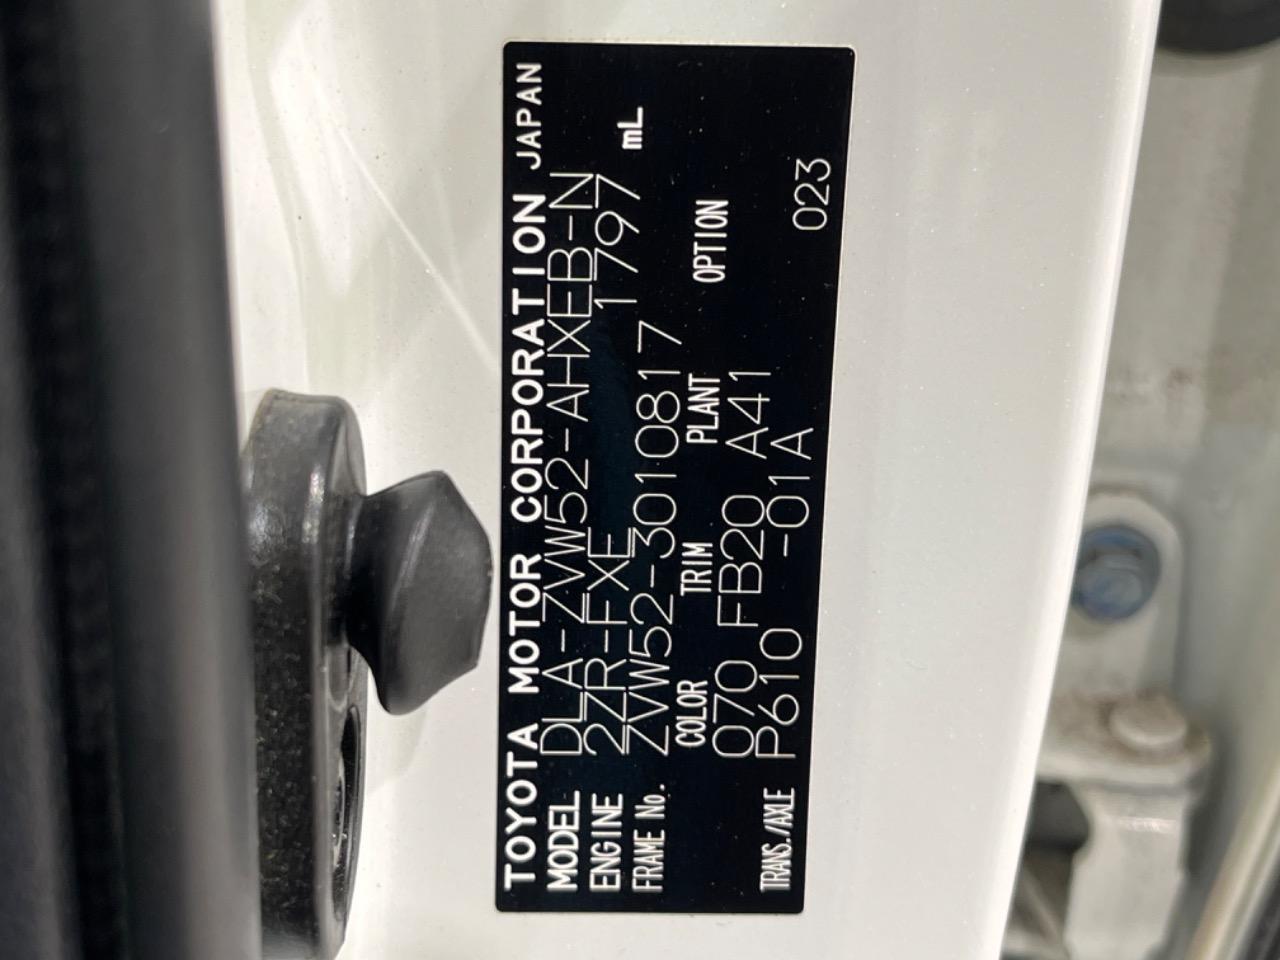 TOYOTA MOTOR CORPORATION JAPAN
MODEL DLA-ZVW52-AHXEB-N
ENGINE 2ZR-FXE 1797 mL
FRAME No. ZVW52-3010817
COLOR TRIM PLANT OPTION
070 FB20 A41
TRANS./AXLE P610 -01A 023